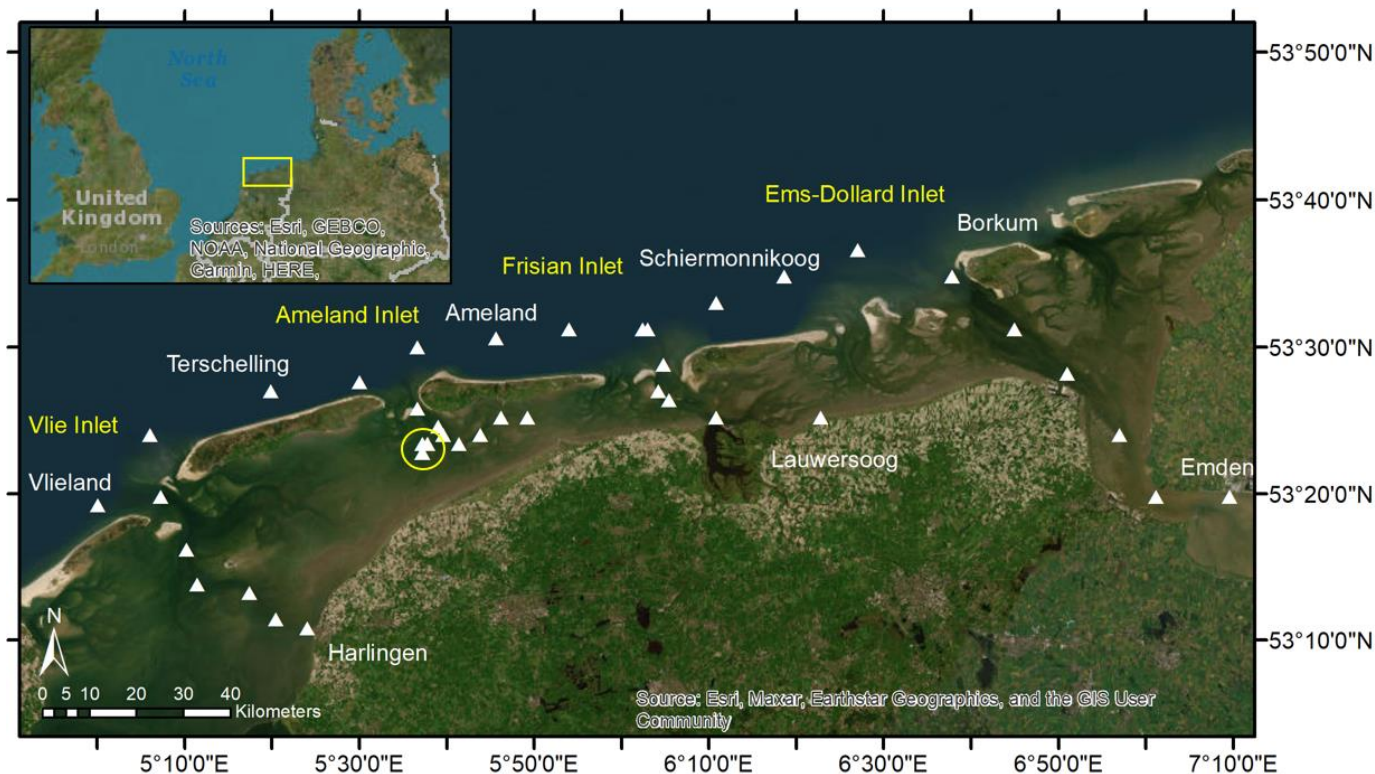 North
Sea
United
Kingdom
London
Sources: Esri, GEBCO,
NOAA, National Geographic,
Garmin, HERE,
53°50'0"N
53°40'0"N
53°30'0"N
53°20'0"N
53°10'0"N
Ems-Dollard Inlet
Borkum
Frisian Inlet
Schiermonnikoog
Ameland Inlet
Ameland
Terschelling
Vlie Inlet
Vlieland
Lauwersoog
Emden
N
Harlingen
0 5 10 20 30 40
Kilometers
Source: Esri, Maxar, Earthstar Geographics, and the GIS User
Community
5°10'0"E 5°30'0"E 5°50'0"E 6°10'0"E 6°30'0"E 6°50'0"E 7°10'0"E